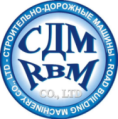 СТРОИТЕЛЬНО-ДОРОЖНЫЕ МАШИНЫ - ROAD BUILDING MACHINERY CO., LTD -
СДМ
RBM
CO., LTD